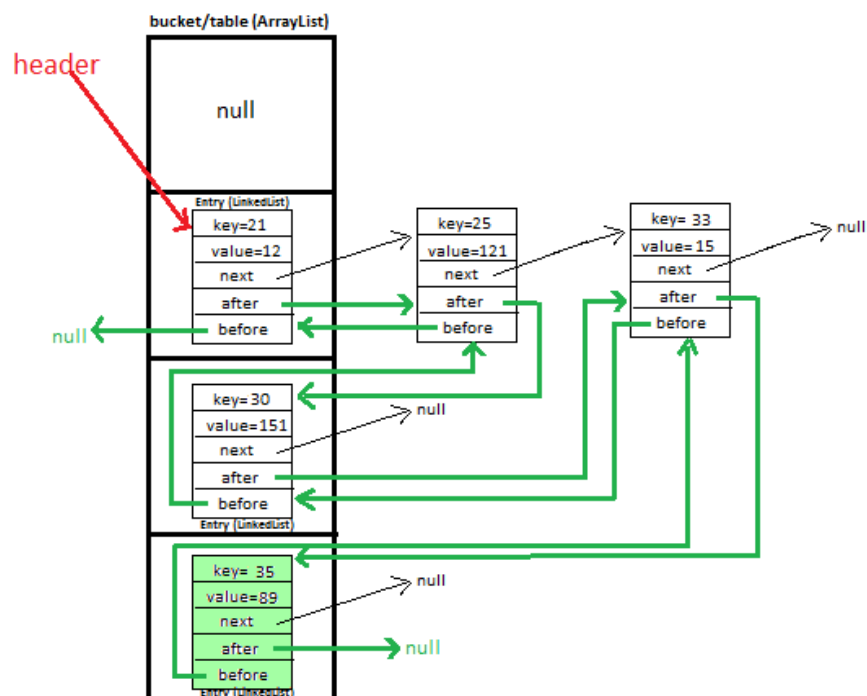 bucket/table (ArrayList)
header
null
Entry (LinkedList)
key=21
value=12
next
after
before
null
key=25
value=121
next
after
before
key= 33
value= 15
next
after
before
null
key=30
value=151
next
after
before
Entry (LinkedList)
null
key= 35
value=89
next
after
before
Entry (LinkedList)
null
null